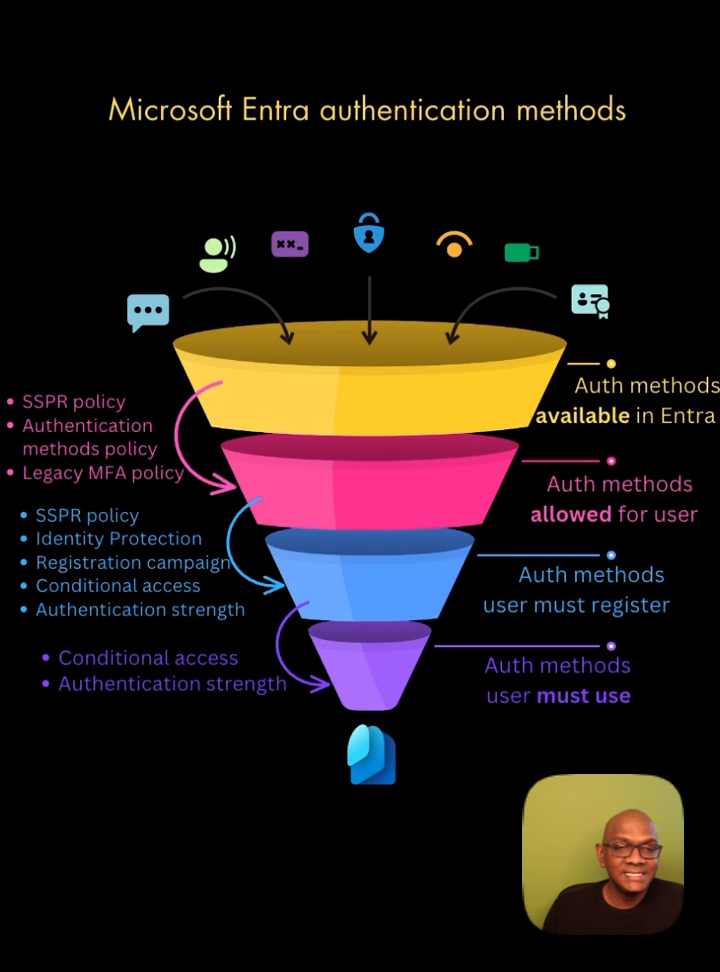 Microsoft Entra authentication methods
xx_
Auth methods
available in Entra
• SSPR policy
• Authentication
methods policy
• Legacy MFA policy
Auth methods
allowed for user
• SSPR policy
• Identity Protection
• Registration campaign
• Conditional access
• Authentication strength
Auth methods
user must register
• Conditional access
• Authentication strength
Auth methods
user must use